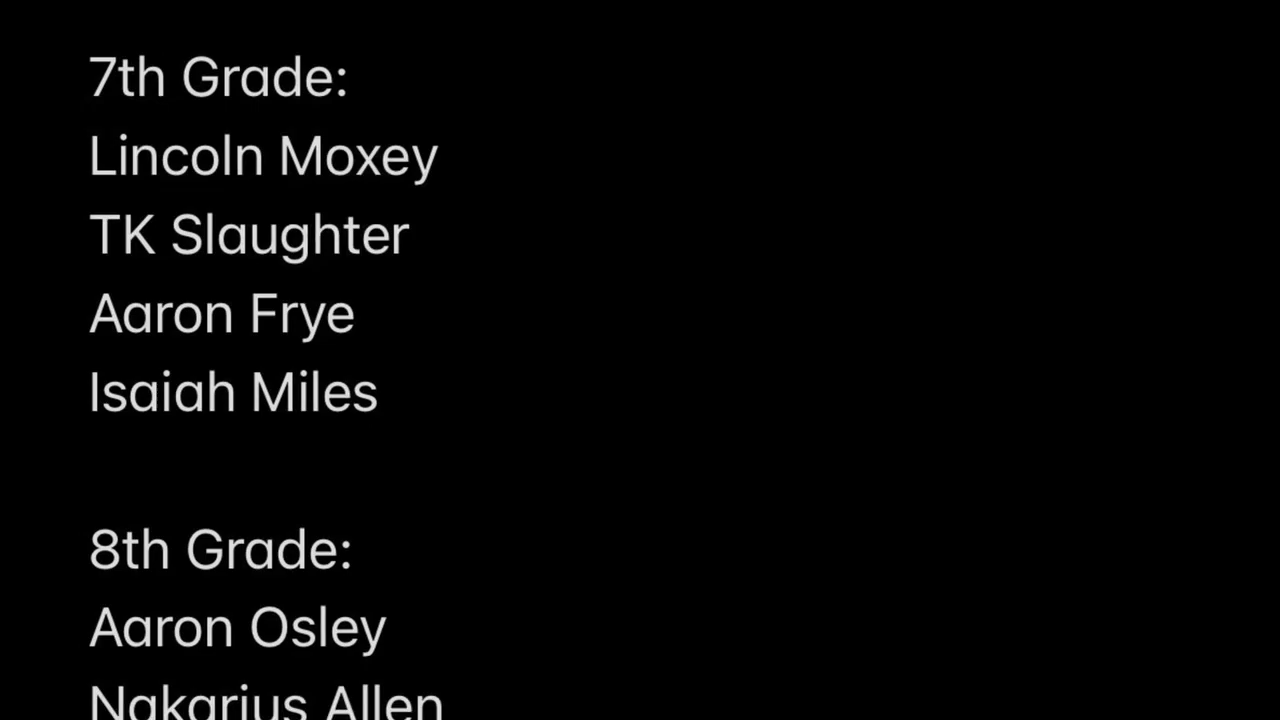 7th Grade:
Lincoln Moxey
TK Slaughter
Aaron Frye
Isaiah Miles
8th Grade:
Aaron Osley
Nakarius Allen